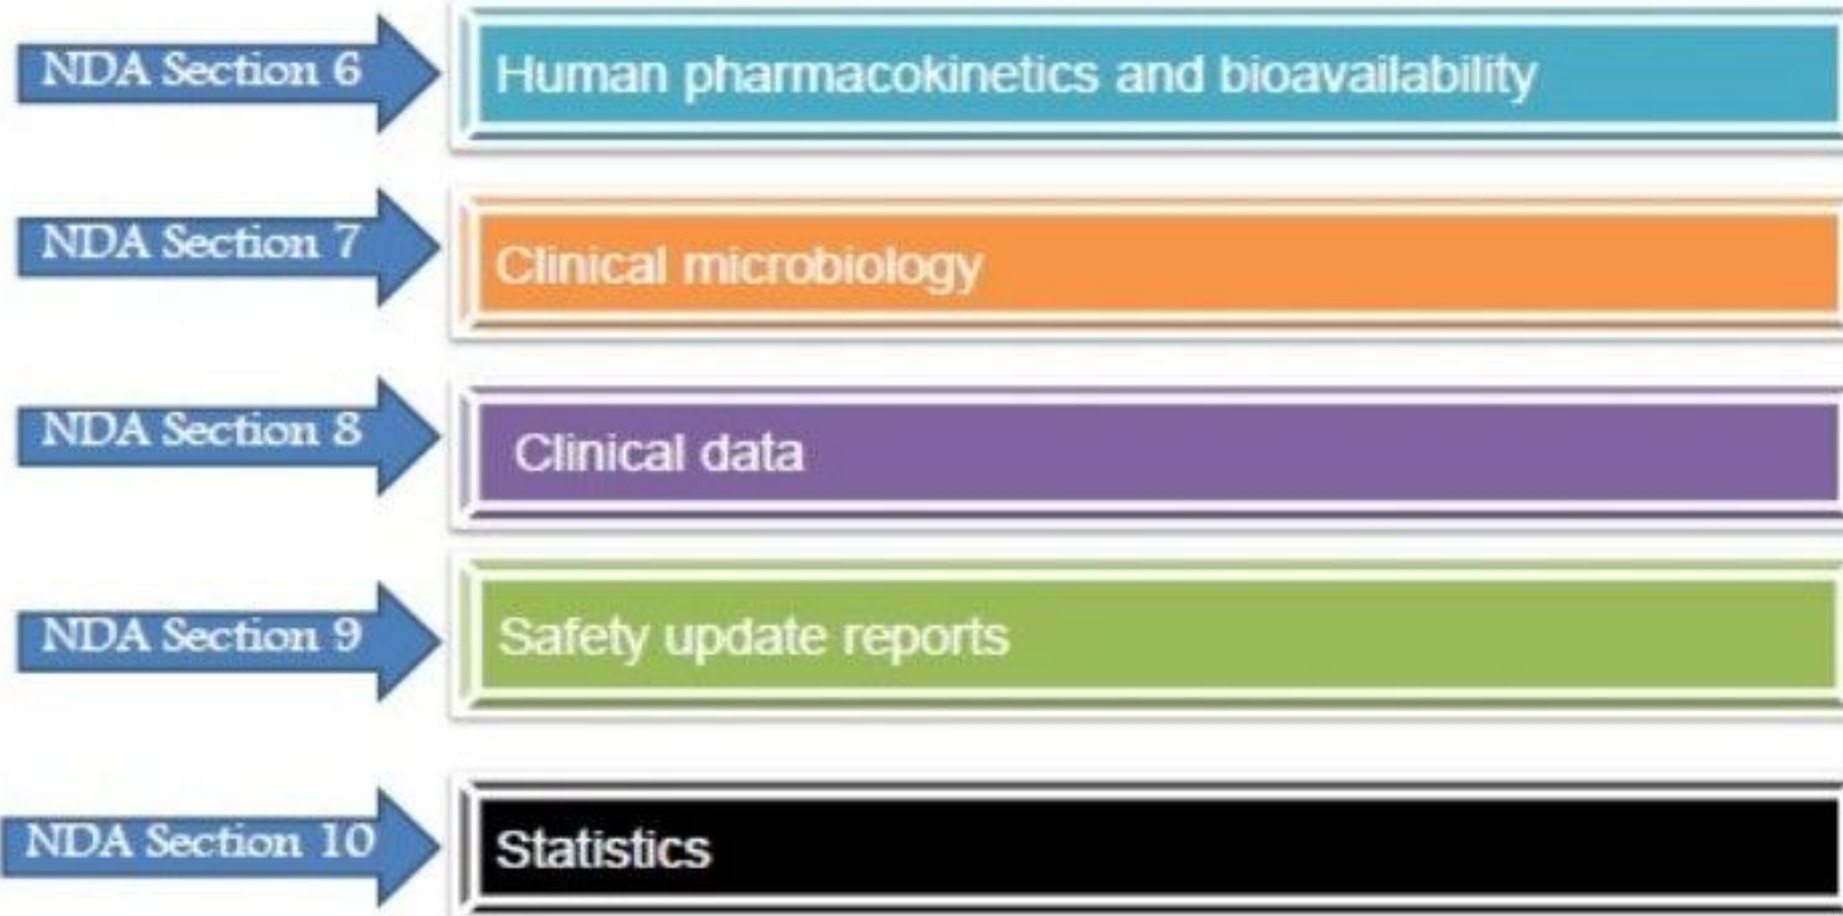 NDA Section 6
Human pharmacokinetics and bioavailability
NDA Section 7
Clinical microbiology
NDA Section 8
Clinical data
NDA Section 9
Safety update reports
NDA Section 10
Statistics